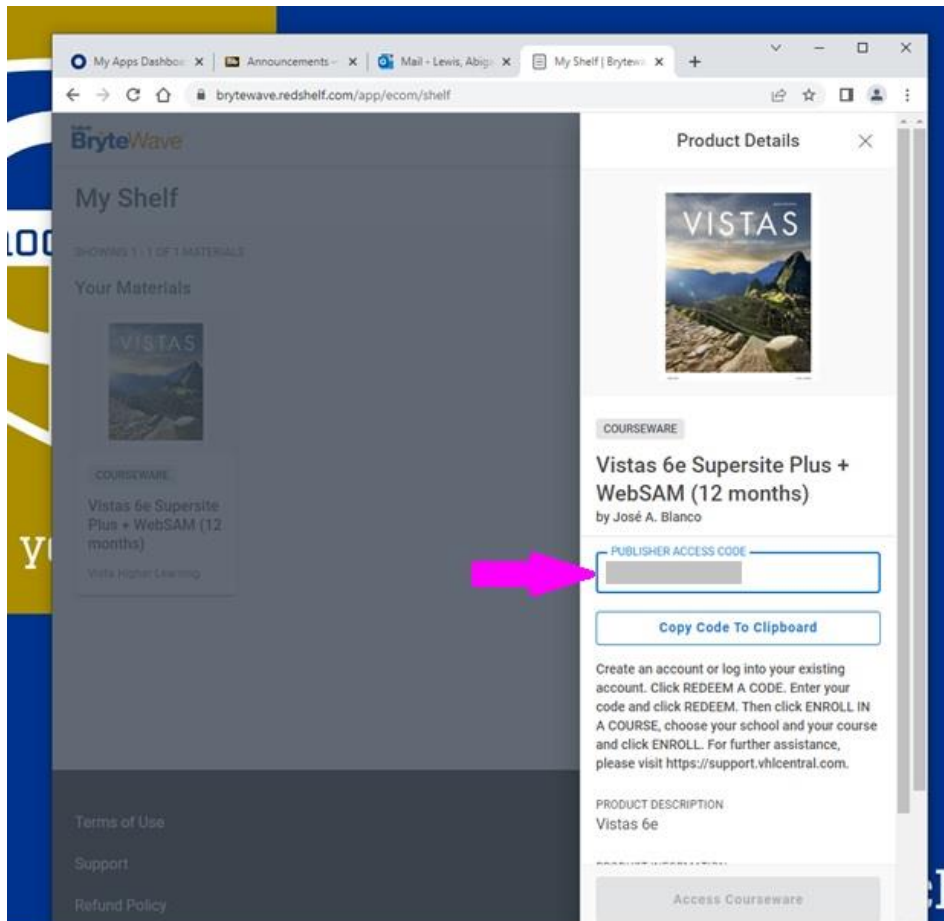 My Apps Dashboa
Announcements –
Mail - Lewis, Abiga
My Shelf | Brytewa
brytewave.redshelf.com/app/ecom/shelf
BryteWave
My Shelf
SHOWING 1 - 1 OF 1 MATERIALS
Your Materials
VISTAS
COURSEWARE
Vistas 6e Supersite
Plus + WebSAM (12
months)
Vista Higher Learning
Terms of Use
Support
Refund Policy
Product Details
VISTAS
COURSEWARE
Vistas 6e Supersite Plus +
WebSAM (12 months)
by José A. Blanco
PUBLISHER ACCESS CODE
Copy Code To Clipboard
Create an account or log into your existing
account. Click REDEEM A CODE. Enter your
code and click REDEEM. Then click ENROLL IN
A COURSE, choose your school and your course
and click ENROLL. For further assistance,
please visit https://support.vhlcentral.com.
PRODUCT DESCRIPTION
Vistas 6e
PRODUCT INFORMATION
Access Courseware